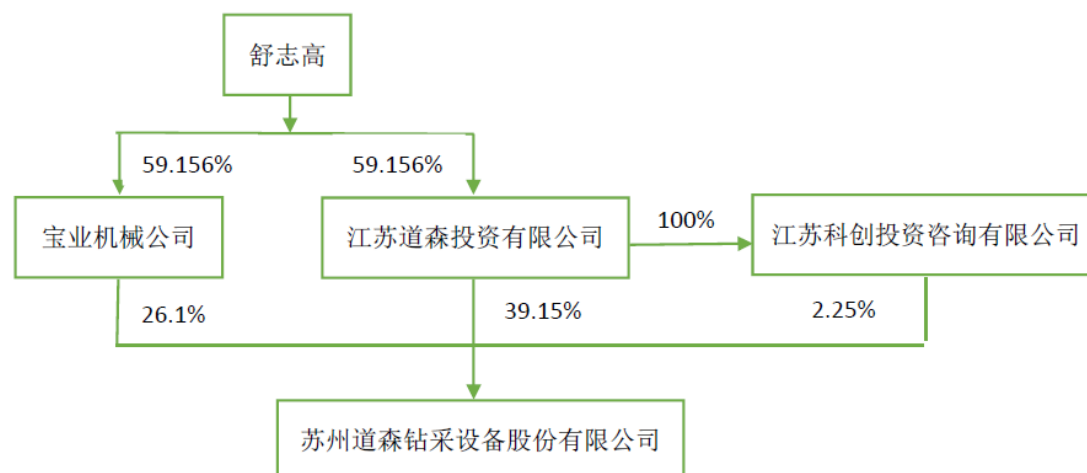 舒志高
59.156%
59.156%
宝业机械公司
江苏道森投资有限公司
100%
江苏科创投资咨询有限公司
26.1%
39.15%
2.25%
苏州道森钻采设备股份有限公司